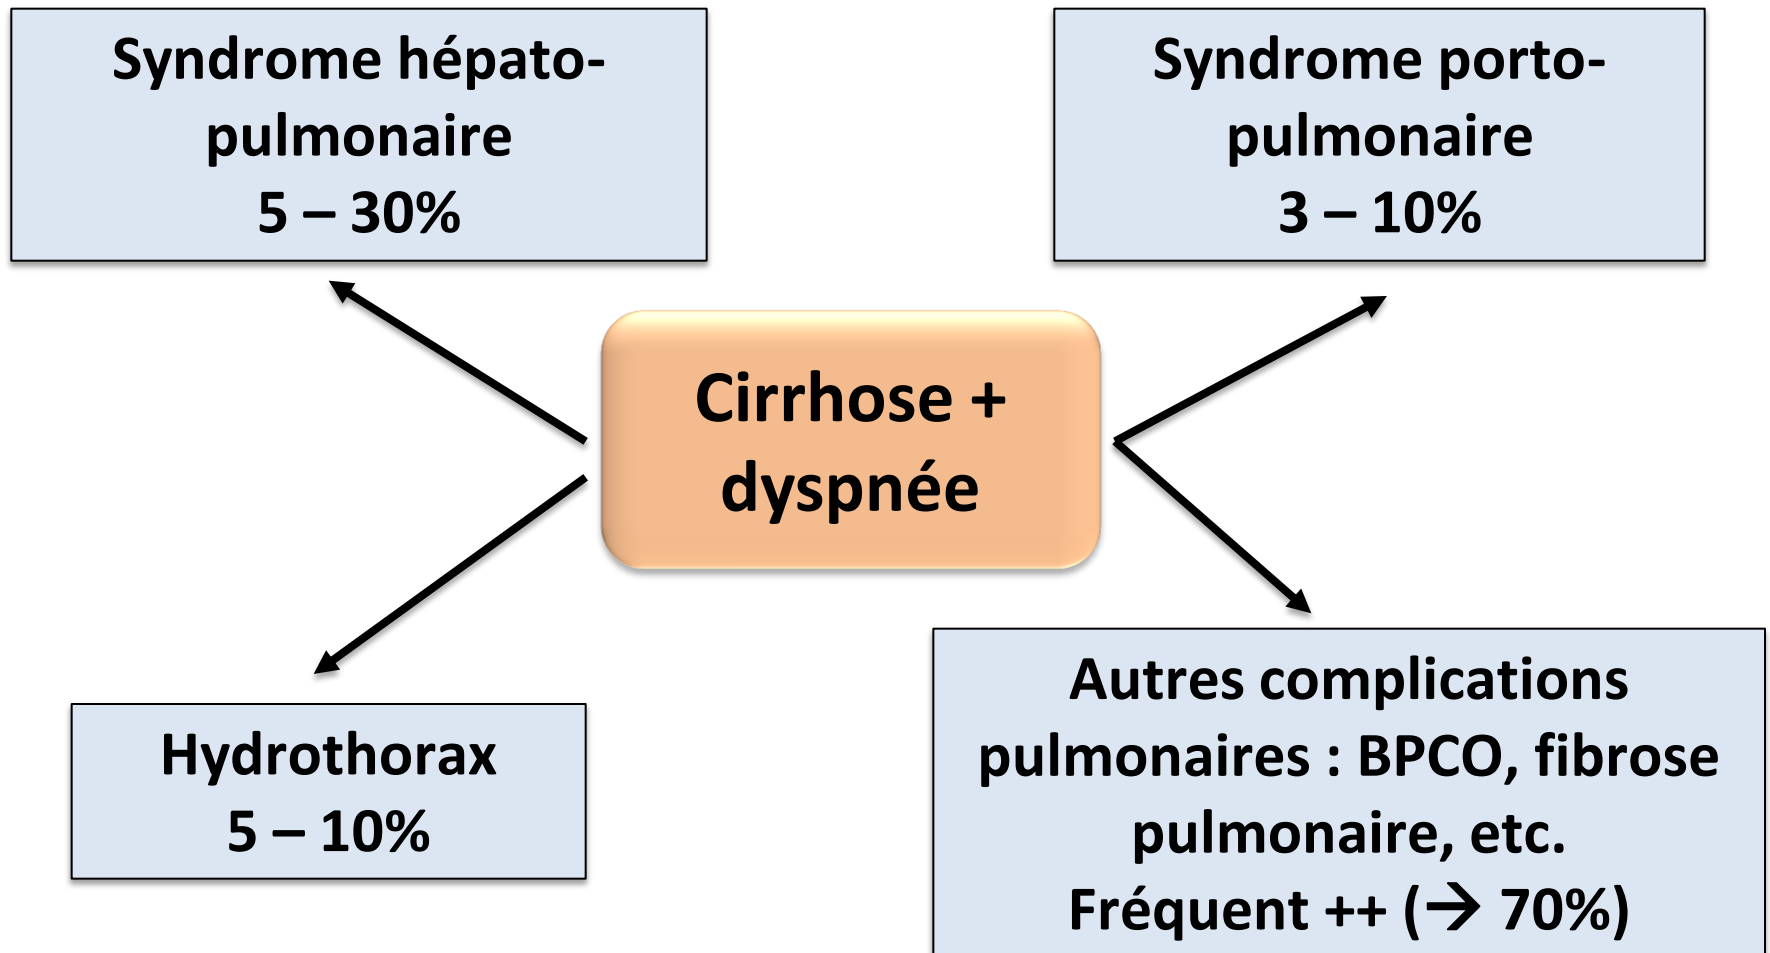 Syndrome hépato-
pulmonaire
5 – 30%
Syndrome porto-
pulmonaire
3 – 10%
Cirrhose +
dyspnée
Hydrothorax
5 – 10%
Autres complications
pulmonaires : BPCO, fibrose
pulmonaire, etc.
Fréquent ++ (→ 70%)